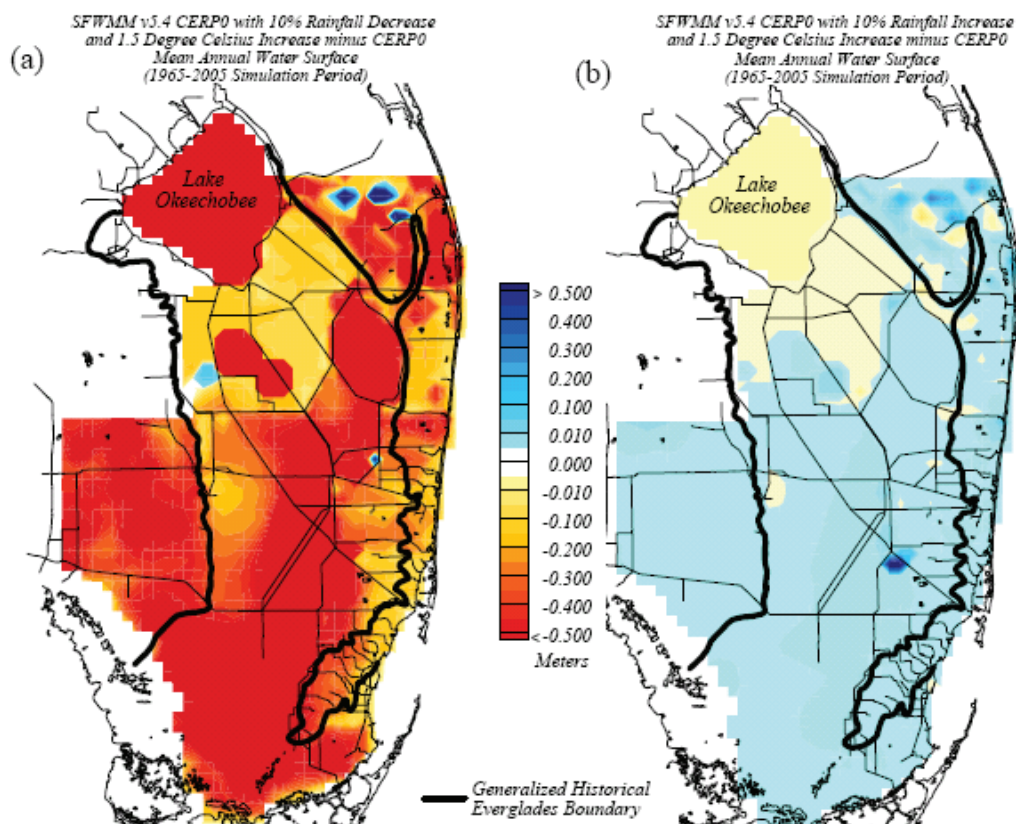 SFWMM v5.4 CERP0 with 10% Rainfall Decrease
and 1.5 Degree Celsius Increase minus CERP0
Mean Annual Water Surface
(1965-2005 Simulation Period)
(a)
SFWMM v5.4 CERP0 with 10% Rainfall Increase
and 1.5 Degree Celsius Increase minus CERP0
Mean Annual Water Surface
(1965-2005 Simulation Period)
(b)
Lake
Okeechobee
Lake
Okeechobee
> 0.500
0.400
0.300
0.200
0.100
0.010
0.000
-0.010
-0.100
-0.200
-0.300
-0.400
<-0.500
Meters
Generalized Historical
Everglades Boundary